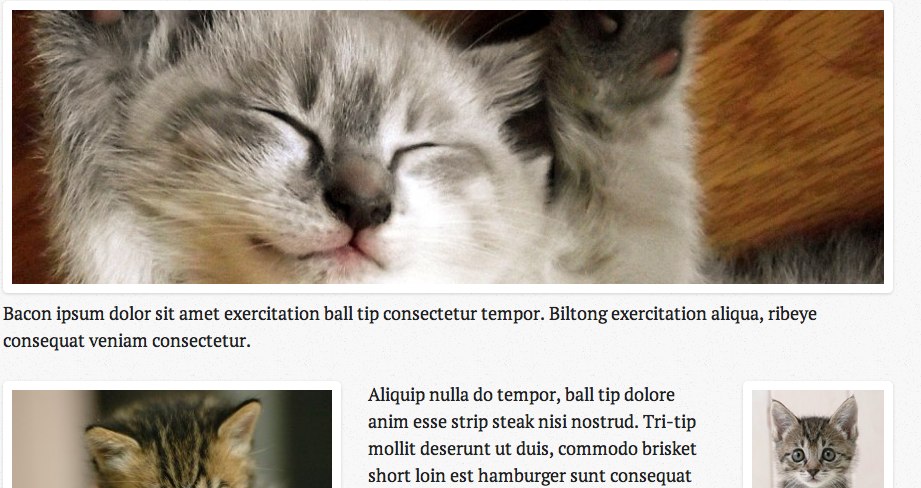 Bacon ipsum dolor sit amet exercitation ball tip consectetur tempor. Biltong exercitation aliqua, ribeye
consequat veniam consectetur.
Aliquip nulla do tempor, ball tip dolore
anim esse strip steak nisi nostrud. Tri-tip
mollit deserunt ut duis, commodo brisket
short loin est hamburger sunt consequat